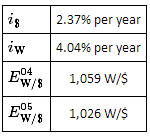 i$ 2.37% per year
iW 4.04% per year
E04W/$ 1,059 W/$
E05W/$ 1,026 W/$